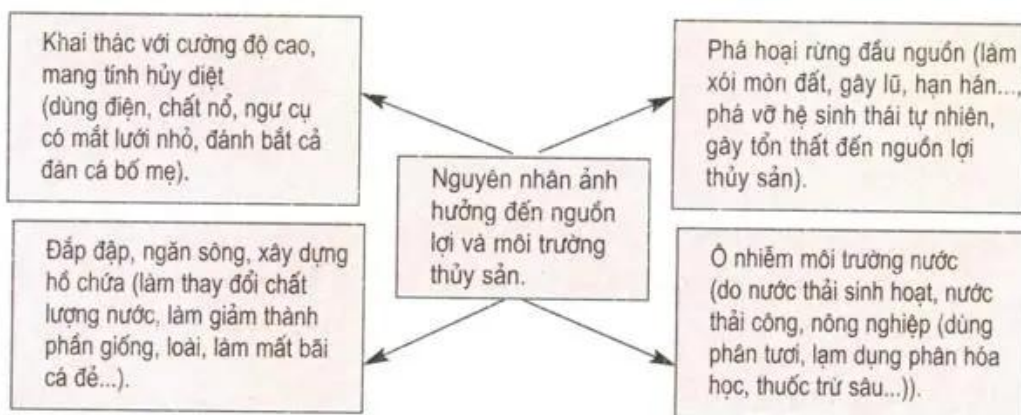 Khai thác với cường độ cao,
mang tính hủy diệt
(dùng điện, chất nổ, ngư cụ
có mắt lưới nhỏ, đánh bắt cả
đàn cá bố mẹ).
Phá hoại rừng đầu nguồn (làm
xói mòn đất, gây lũ, hạn hán...,
phá vỡ hệ sinh thái tự nhiên,
gây tổn thất đến nguồn lợi
thủy sản).
Nguyên nhân ảnh
hưởng đến nguồn
lợi và môi trường
thủy sản.
Đắp đập, ngăn sông, xây dựng
hồ chứa (làm thay đổi chất
lượng nước, làm giảm thành
phần giống, loài, làm mất bãi
cá đẻ...).
Ô nhiễm môi trường nước
(do nước thải sinh hoạt, nước
thải công, nông nghiệp (dùng
phân tươi, lạm dụng phân hóa
học, thuốc trừ sâu...)).